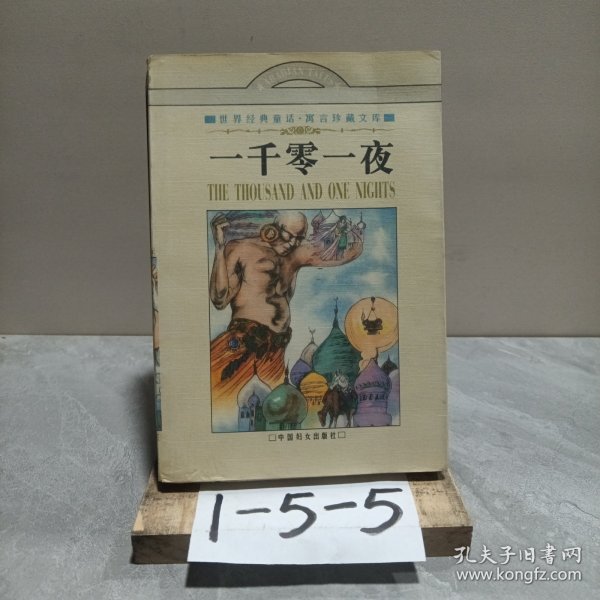 世界经典童话·寓言珍藏文库
一千零一夜
THE THOUSAND AND ONE NIGHTS
中国妇女出版社
1-5-5
孔夫子旧书网
www.kongfz.com